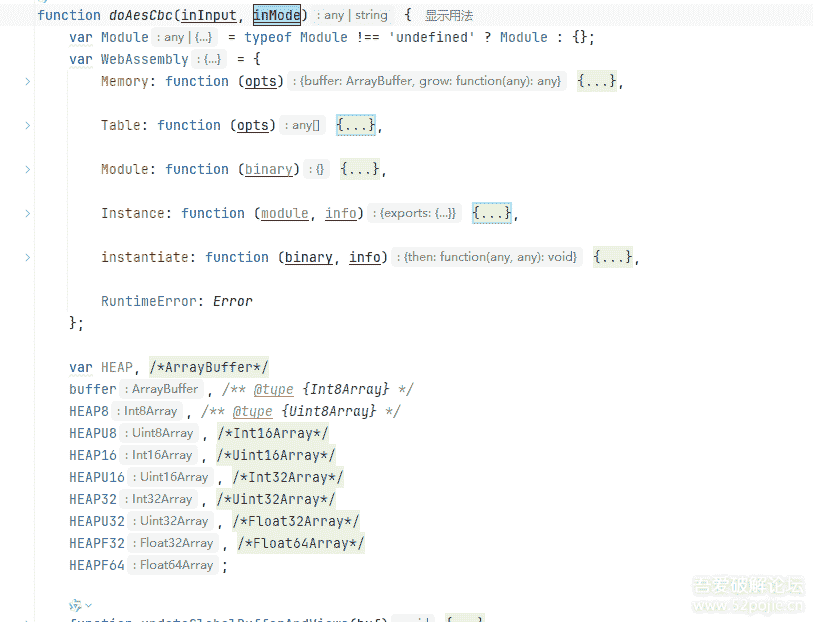 function doAesCbc(inInput, inMode) : any | string { 显示用法
var Module : any | {...} = typeof Module !== 'undefined' ? Module : {};
var WebAssembly : {...} = {
Memory: function (opts) : {buffer: ArrayBuffer, grow: function(any): any} {...},
Table: function (opts) : any[] {...},
Module: function (binary) : {} {...},
Instance: function (module, info) : {exports: {...}} {...},
instantiate: function (binary, info) : {then: function(any, any): void} {...},
RuntimeError: Error
};
var HEAP, /*ArrayBuffer*/
buffer : ArrayBuffer , /** @type {Int8Array} */
HEAP8 : Int8Array , /** @type {Uint8Array} */
HEAPU8 : Uint8Array , /*Int16Array*/
HEAP16 : Int16Array , /*Uint16Array*/
HEAPU16 : Uint16Array , /*Int32Array*/
HEAP32 : Int32Array , /*Uint32Array*/
HEAPU32 : Uint32Array , /*Float32Array*/
HEAPF32 : Float32Array , /*Float64Array*/
HEAPF64 : Float64Array ;
吾爱破解论坛
www.52pojie.cn